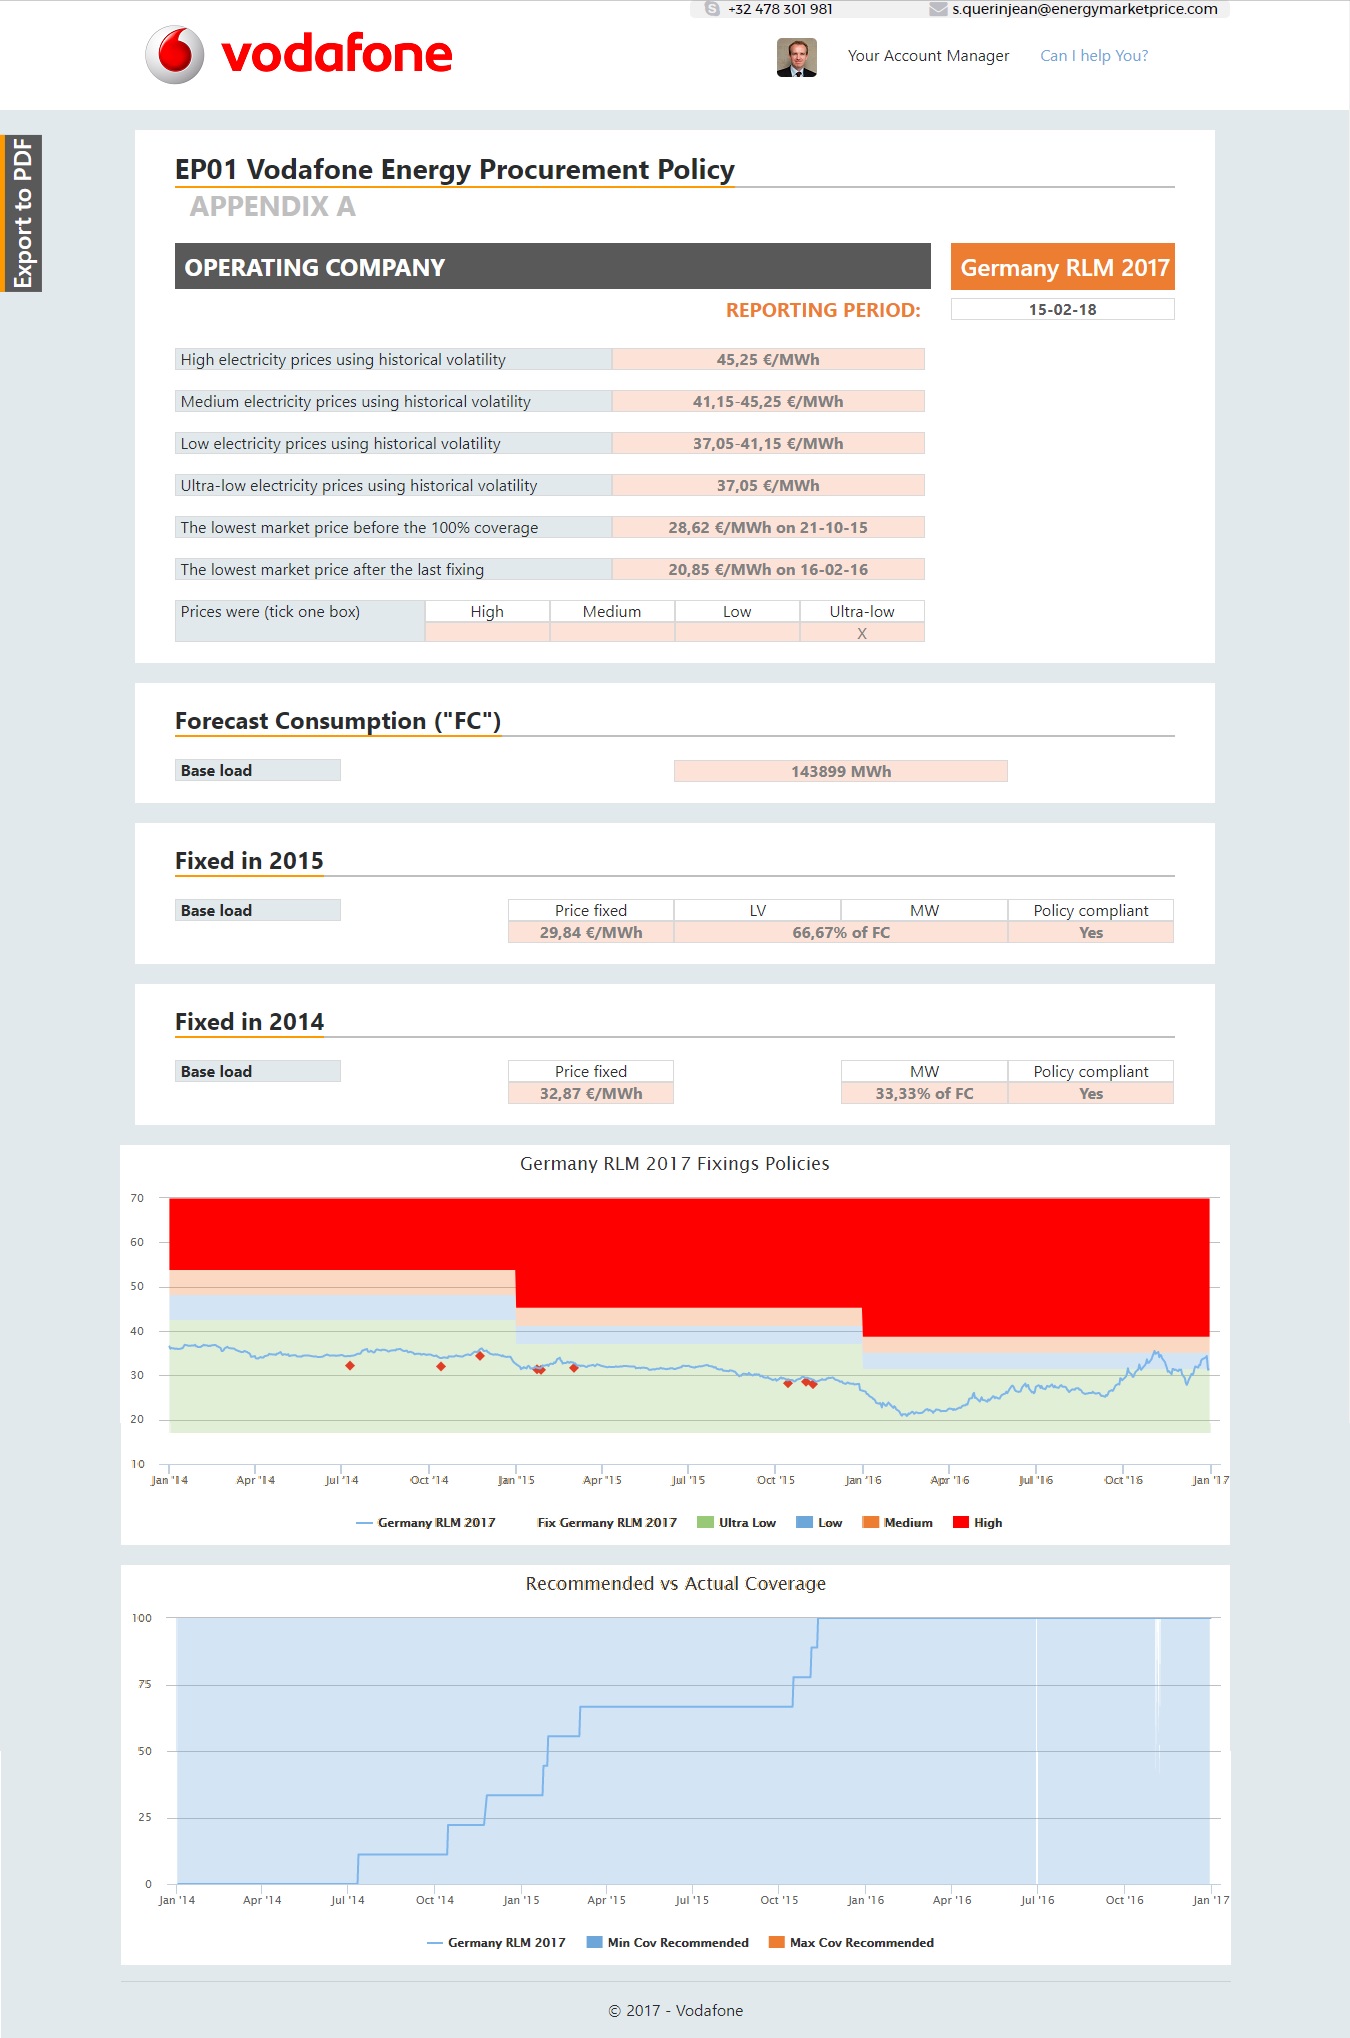 +32 478 301 981 s.querinjean@energymarketprice.com
vodafone
Your Account Manager Can I help You?
Export to PDF
EP01 Vodafone Energy Procurement Policy
APPENDIX A
OPERATING COMPANY Germany RLM 2017
REPORTING PERIOD: 15-02-18
High electricity prices using historical volatility 45,25 €/MWh
Medium electricity prices using historical volatility 41,15-45,25 €/MWh
Low electricity prices using historical volatility 37,05-41,15 €/MWh
Ultra-low electricity prices using historical volatility 37,05 €/MWh
The lowest market price before the 100% coverage 28,62 €/MWh on 21-10-15
The lowest market price after the last fixing 20,85 €/MWh on 16-02-16
Prices were (tick one box) High Medium Low Ultra-low
X
Forecast Consumption ("FC")
Base load 143899 MWh
Fixed in 2015
Base load Price fixed LV MW Policy compliant
29,84 €/MWh 66,67% of FC Yes
Fixed in 2014
Base load Price fixed MW Policy compliant
32,87 €/MWh 33,33% of FC Yes
Germany RLM 2017 Fixings Policies
70
60
50
40
30
20
10
Jan '14 Apr '14 Jul '14 Oct '14 Jan '15 Apr '15 Jul '15 Oct '15 Jan '16 Apr '16 Jul '16 Oct '16 Jan '17
Germany RLM 2017 Fix Germany RLM 2017 Ultra Low Low Medium High
Recommended vs Actual Coverage
100
75
50
25
0
Jan '14 Apr '14 Jul '14 Oct '14 Jan '15 Apr '15 Jul '15 Oct '15 Jan '16 Apr '16 Jul '16 Oct '16 Jan '17
Germany RLM 2017 Min Cov Recommended Max Cov Recommended
© 2017 - Vodafone